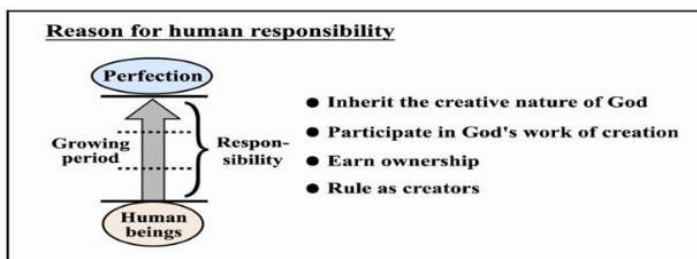 Reason for human responsibility
Perfection
Growing
period
Respon-
sibility
Human
beings
● Inherit the creative nature of God
● Participate in God's work of creation
● Earn ownership
● Rule as creators